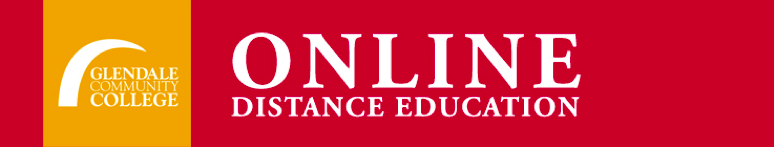 GLENDALE
COMMUNITY
COLLEGE
ONLINE
DISTANCE EDUCATION